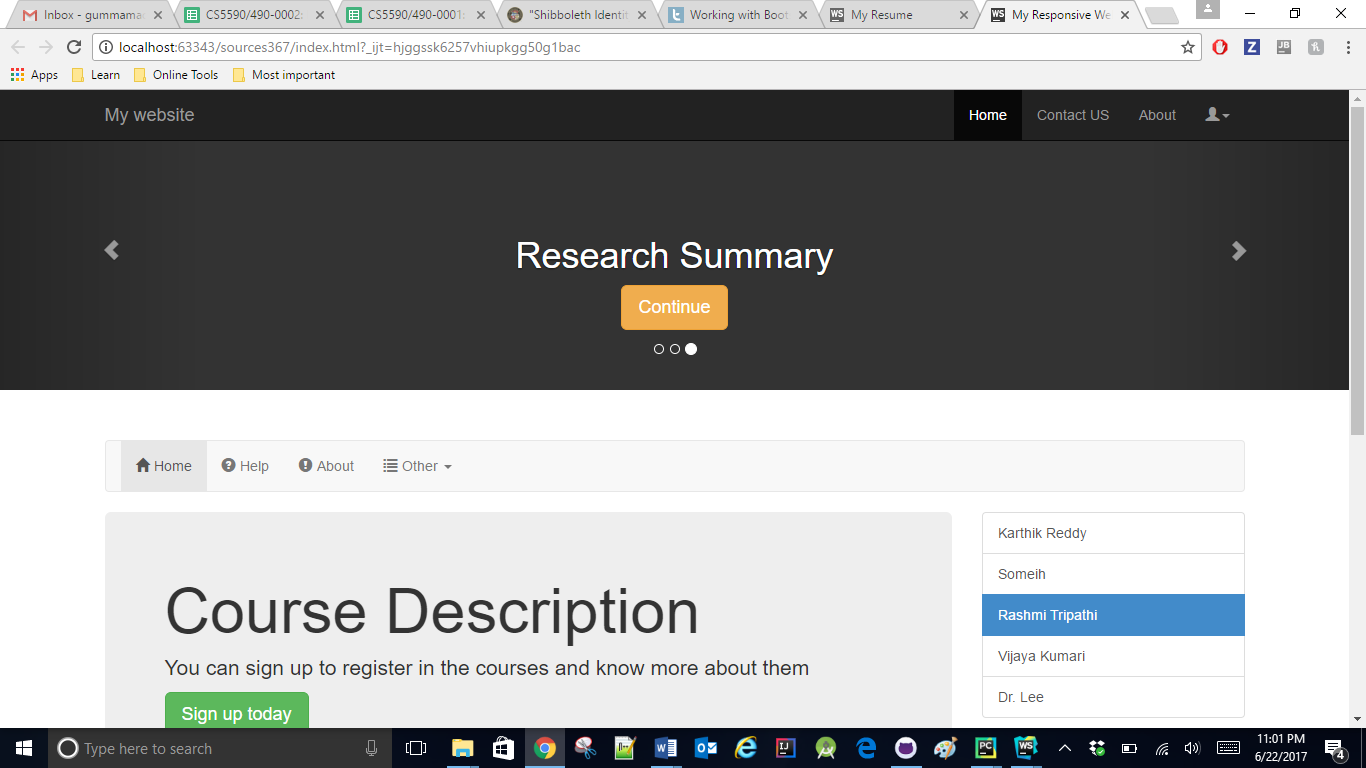 Inbox - gummama
CS5590/490-0002:
CS5590/490-0001:
"Shibboleth Identit
Working with Boot
My Resume
My Responsive We
localhost:63343/sources367/index.html?_ijt=hjggssk6257vhiupkgg50g1bac
Apps Learn Online Tools Most important
My website
Home Contact US About
Research Summary
Continue
Home Help About Other
Course Description
You can sign up to register in the courses and know more about them
Sign up today
Karthik Reddy
Someih
Rashmi Tripathi
Vijaya Kumari
Dr. Lee
Type here to search
11:01 PM
6/22/2017
4